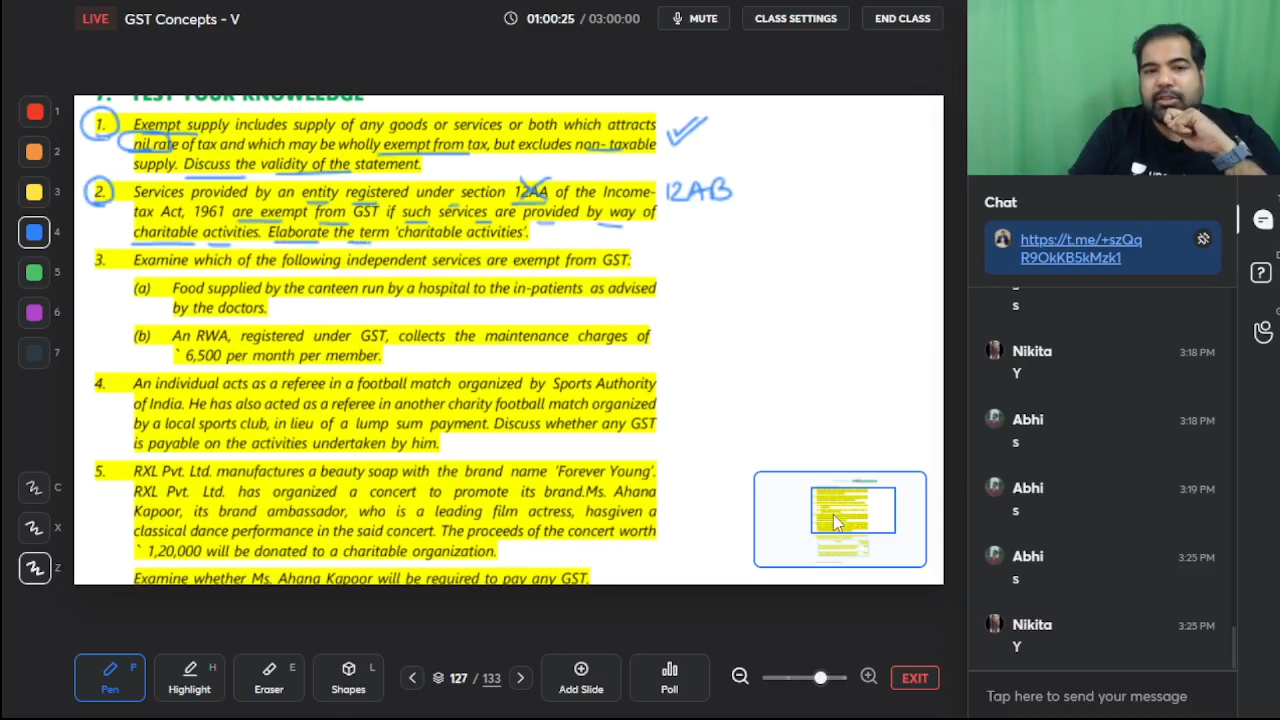 LIVE
GST Concepts - V
01:00:25 / 03:00:00
MUTE
CLASS SETTINGS
END CLASS
7. TEST YOUR KNOWLEDGE
1. Exempt supply includes supply of any goods or services or both which attracts
nil rate of tax and which may be wholly exempt from tax, but excludes non- taxable
supply. Discuss the validity of the statement.
2. Services provided by an entity registered under section 12AA of the Income-
12AB
tax Act, 1961 are exempt from GST if such services are provided by way of
charitable activities. Elaborate the term 'charitable activities'.
3. Examine which of the following independent services are exempt from GST:
(a) Food supplied by the canteen run by a hospital to the in-patients as advised
by the doctors.
(b) An RWA, registered under GST, collects the maintenance charges of
` 6,500 per month per member.
4. An individual acts as a referee in a football match organized by Sports Authority
of India. He has also acted as a referee in another charity football match organized
by a local sports club, in lieu of a lump sum payment. Discuss whether any GST
is payable on the activities undertaken by him.
5. RXL Pvt. Ltd. manufactures a beauty soap with the brand name 'Forever Young'.
RXL Pvt. Ltd. has organized a concert to promote its brand.Ms. Ahana
Kapoor, its brand ambassador, who is a leading film actress, hasgiven a
classical dance performance in the said concert. The proceeds of the concert worth
` 1,20,000 will be donated to a charitable organization.
Examine whether Ms. Ahana Kapoor will be required to pay any GST.
1
2
3
4
5
6
7
C
X
Z
Pen P
Highlight H
Eraser E
Shapes L
127 / 133
Add Slide
Poll
EXIT
Chat
https://t.me/+szQq
R9OkKB5kMzk1
s
Nikita 3:18 PM
Y
Abhi 3:18 PM
s
Abhi 3:19 PM
s
Abhi 3:25 PM
s
Nikita 3:25 PM
Y
Tap here to send your message